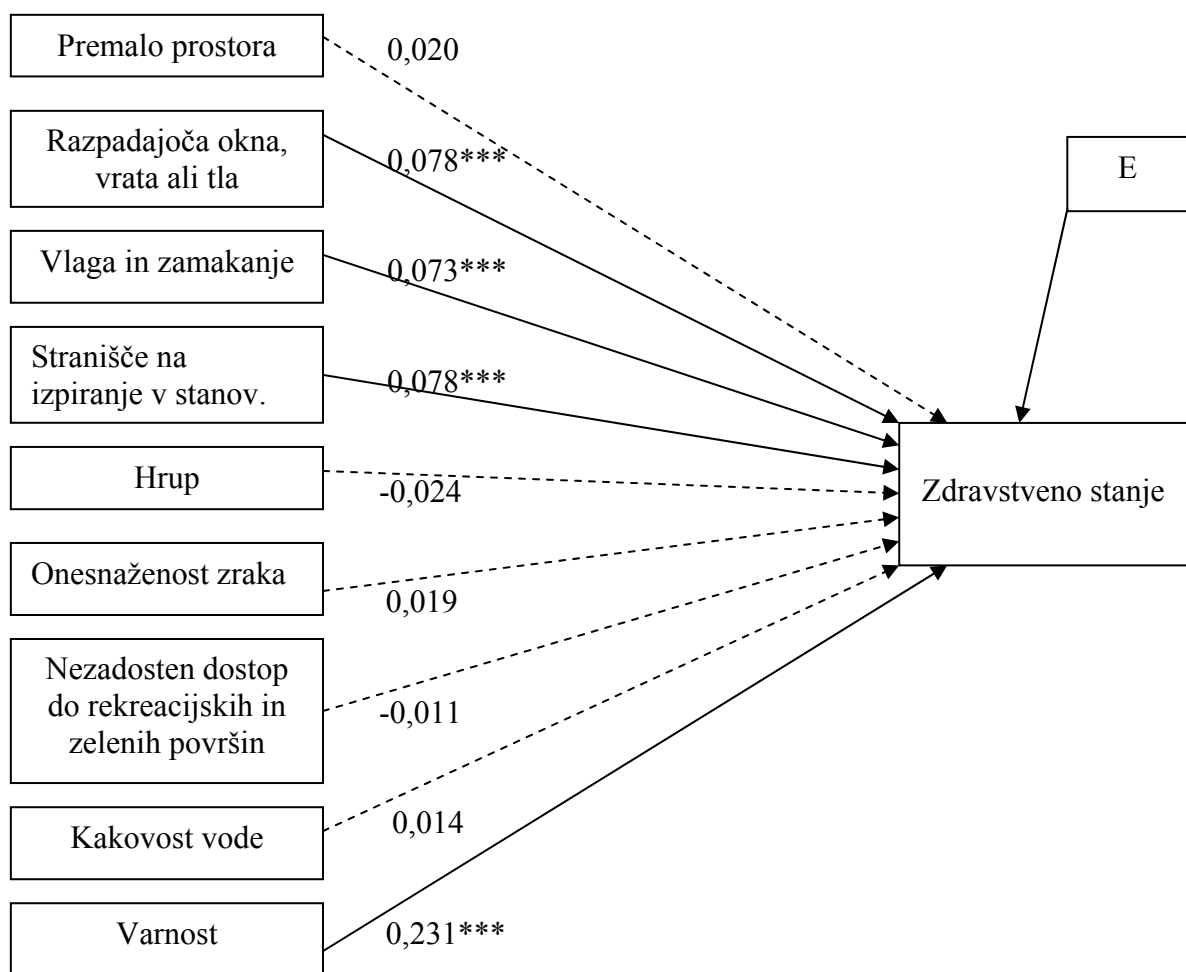 Premalo prostora
0,020
Razpadajoča okna,
vrata ali tla
0,078***
E
Vlaga in zamakanje
0,073***
Stranišče na
izpiranje v stanov.
0,078***
Hrup
-0,024
Zdravstveno stanje
Onesnaženost zraka
0,019
Nezadosten dostop
do rekreacijskih in
zelenih površin
-0,011
Kakovost vode
0,014
Varnost
0,231***